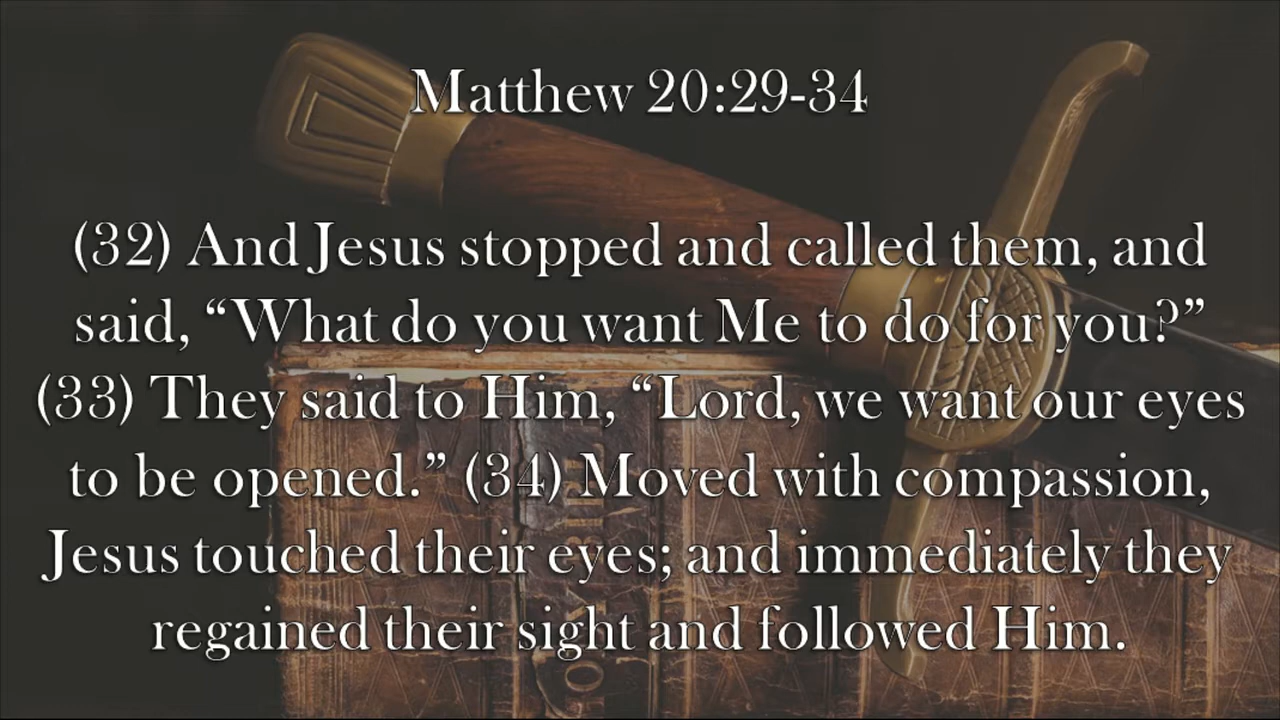 Matthew 20:29-34
(32) And Jesus stopped and called them, and
said, “What do you want Me to do for you?”
(33) They said to Him, “Lord, we want our eyes
to be opened.” (34) Moved with compassion,
Jesus touched their eyes; and immediately they
regained their sight and followed Him.
HOLY BIBLE